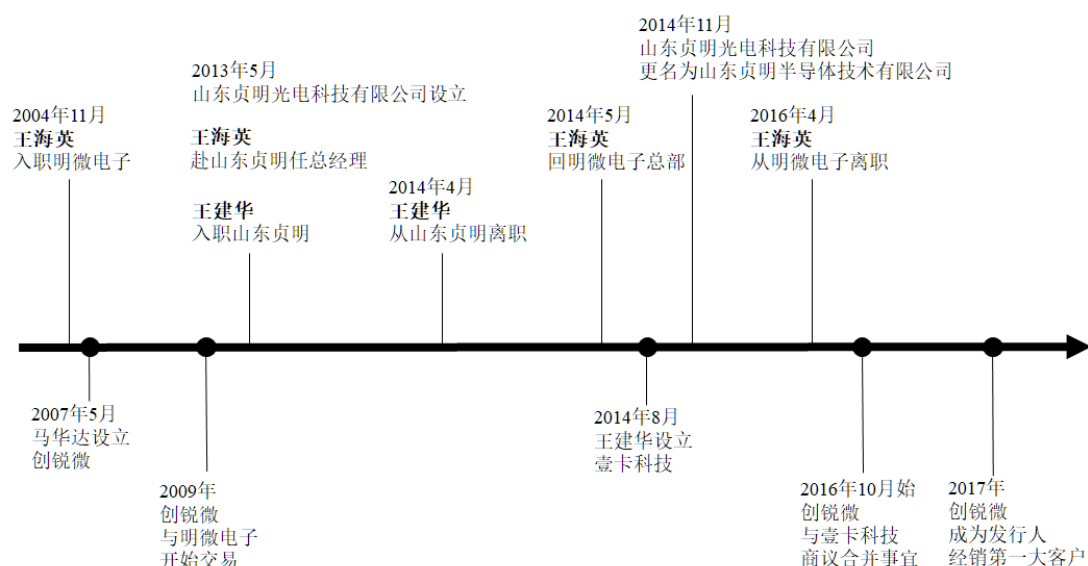 2004年11月
王海英
入职明微电子
2013年5月
山东贞明光电科技有限公司设立
王海英
赴山东贞明任总经理
王建华
入职山东贞明
2014年4月
王建华
从山东贞明离职
2014年5月
王海英
回明微电子总部
2014年11月
山东贞明光电科技有限公司
更名为山东贞明半导体技术有限公司
2016年4月
王海英
从明微电子离职
2007年5月
马华达设立
创锐微
2009年
创锐微
与明微电子
开始交易
2014年8月
王建华设立
壹卡科技
2016年10月始
创锐微
与壹卡科技
商议合并事宜
2017年
创锐微
成为发行人
经销第一大客户